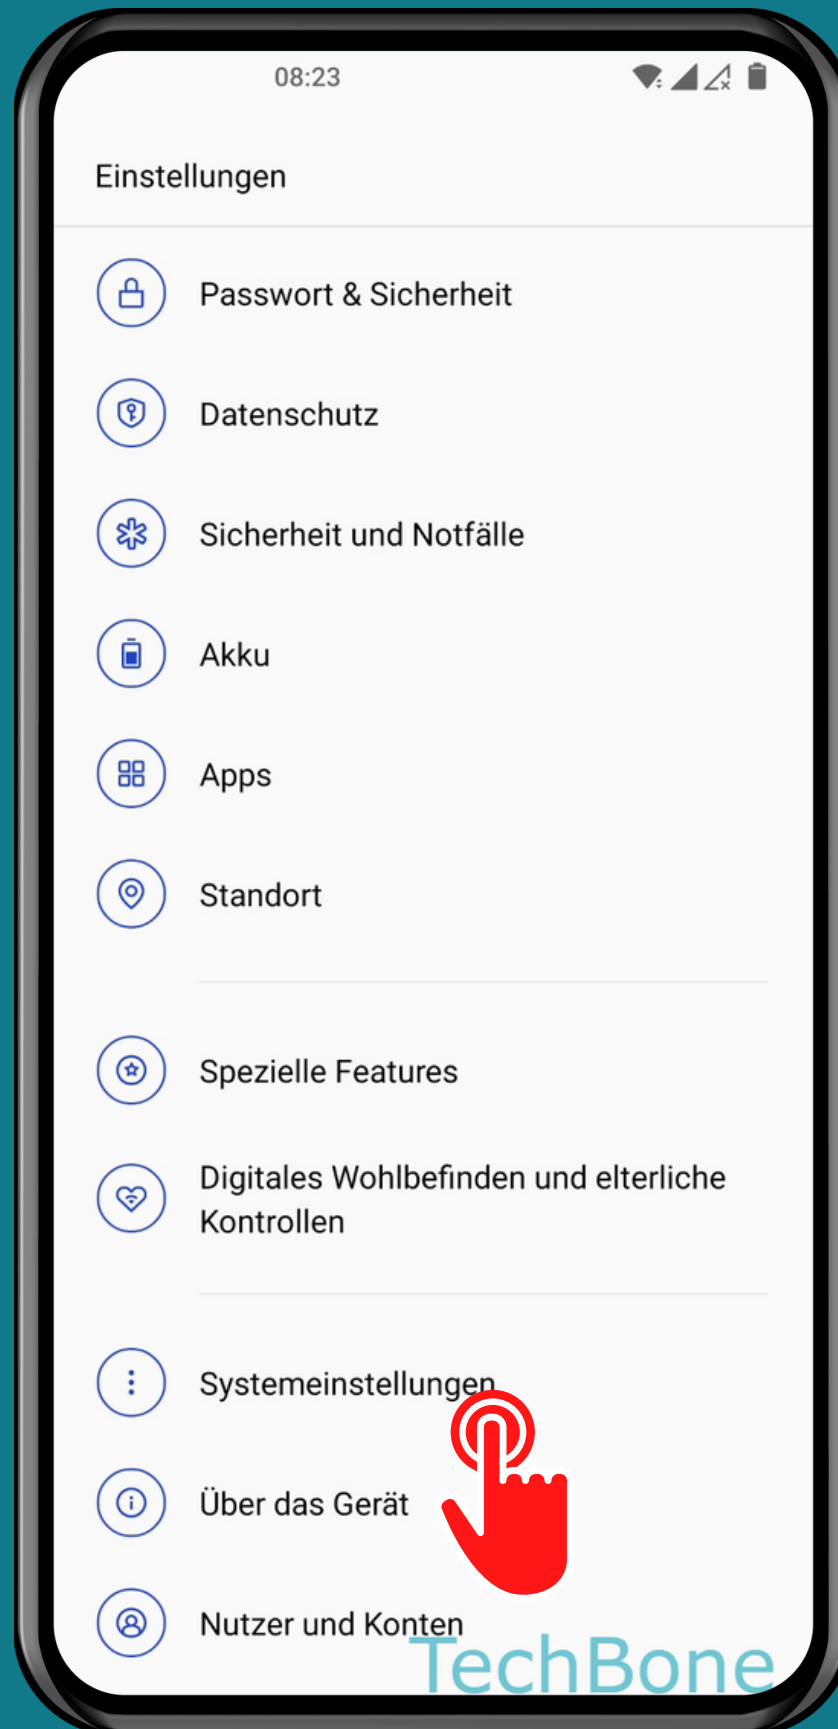 08:23
Einstellungen
Passwort & Sicherheit
Datenschutz
Sicherheit und Notfälle
Akku
Apps
Standort
Spezielle Features
Digitales Wohlbefinden und elterliche
Kontrollen
Systemeinstellungen
Über das Gerät
Nutzer und Konten
TechBone